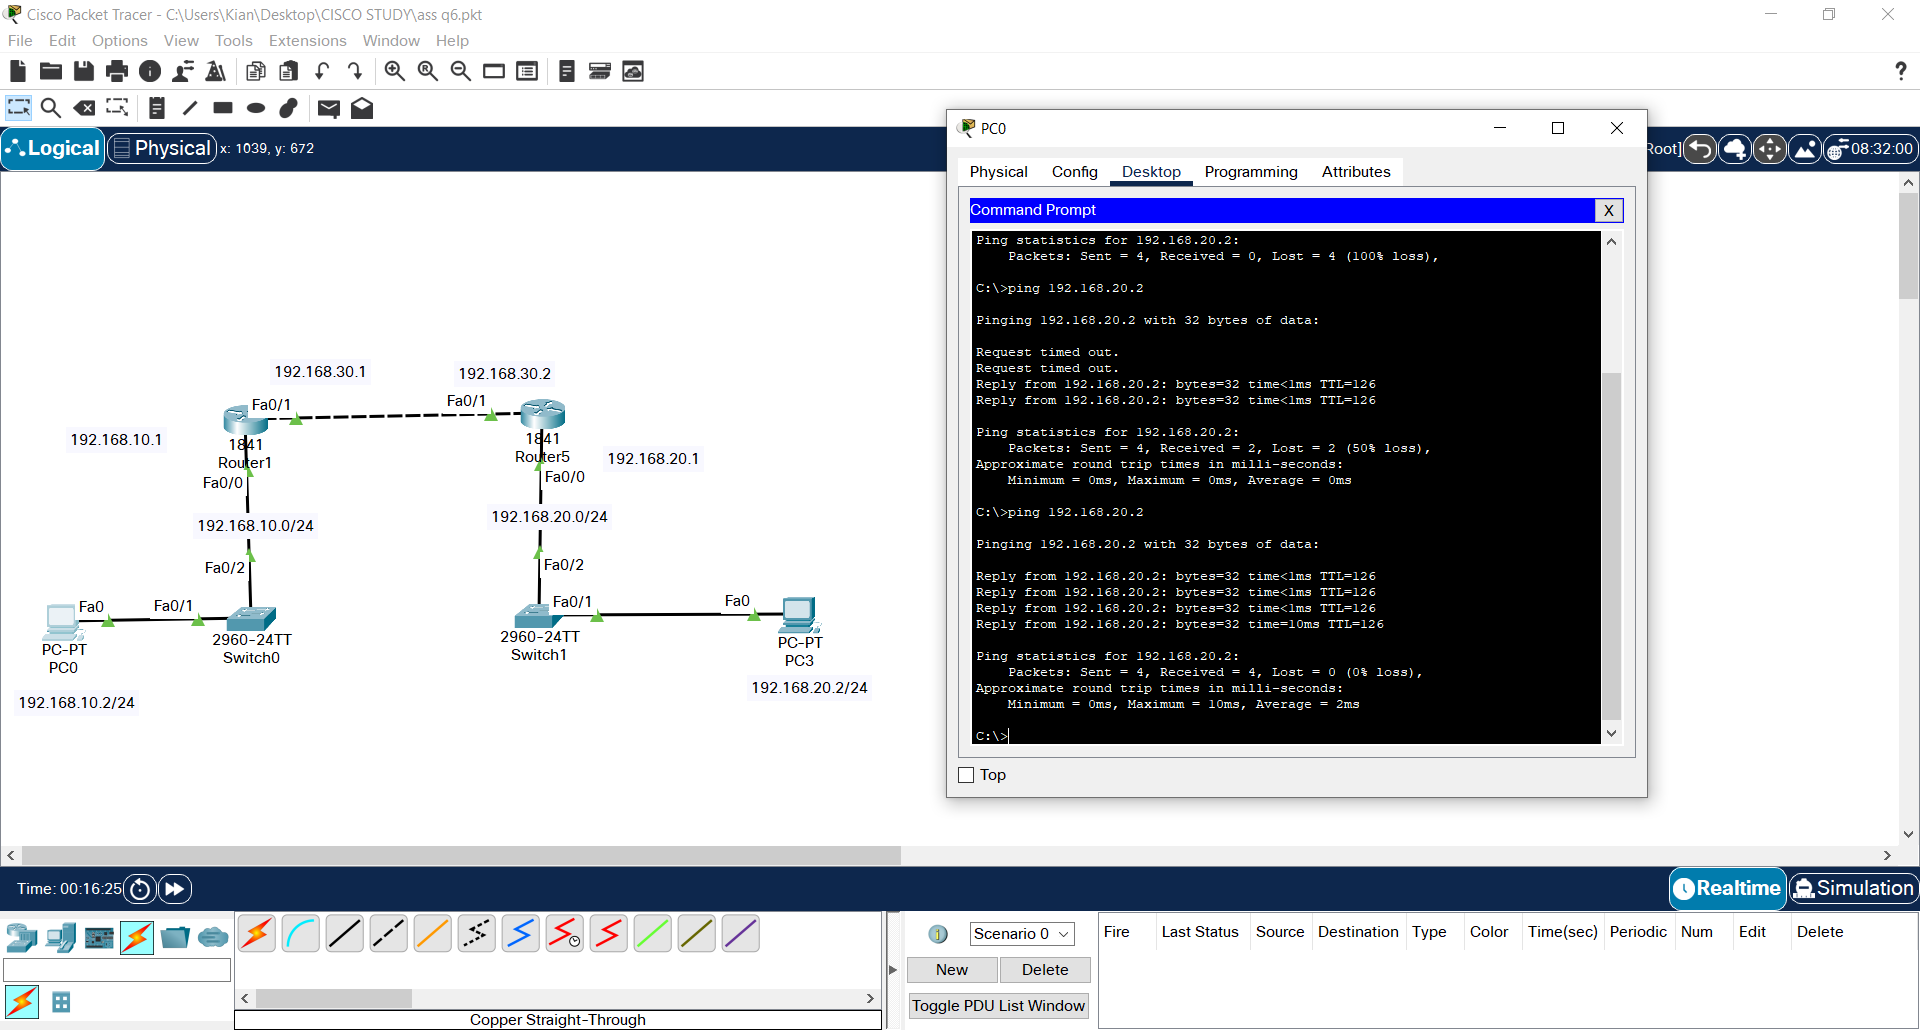 Cisco Packet Tracer - C:\Users\Kian\Desktop\CISCO STUDY\ass q6.pkt
File Edit Options View Tools Extensions Window Help
?
Logical Physical x: 1039, y: 672
Root] 08:32:00
192.168.30.1
192.168.30.2
Fa0/1
Fa0/1
192.168.10.1
1841
Router1
1841
Router5
192.168.20.1
Fa0/0
Fa0/0
192.168.10.0/24
192.168.20.0/24
Fa0/2
Fa0/2
Fa0
Fa0/1
Fa0/1
Fa0
PC-PT
PC0
2960-24TT
Switch0
2960-24TT
Switch1
PC-PT
PC3
192.168.10.2/24
192.168.20.2/24
PC0
Physical Config Desktop Programming Attributes
Command Prompt X
Ping statistics for 192.168.20.2:
Packets: Sent = 4, Received = 0, Lost = 4 (100% loss),
C:\>ping 192.168.20.2
Pinging 192.168.20.2 with 32 bytes of data:
Request timed out.
Request timed out.
Reply from 192.168.20.2: bytes=32 time<1ms TTL=126
Reply from 192.168.20.2: bytes=32 time<1ms TTL=126
Ping statistics for 192.168.20.2:
Packets: Sent = 4, Received = 2, Lost = 2 (50% loss),
Approximate round trip times in milli-seconds:
Minimum = 0ms, Maximum = 0ms, Average = 0ms
C:\>ping 192.168.20.2
Pinging 192.168.20.2 with 32 bytes of data:
Reply from 192.168.20.2: bytes=32 time<1ms TTL=126
Reply from 192.168.20.2: bytes=32 time<1ms TTL=126
Reply from 192.168.20.2: bytes=32 time<1ms TTL=126
Reply from 192.168.20.2: bytes=32 time=10ms TTL=126
Ping statistics for 192.168.20.2:
Packets: Sent = 4, Received = 4, Lost = 0 (0% loss),
Approximate round trip times in milli-seconds:
Minimum = 0ms, Maximum = 10ms, Average = 2ms
C:\>
Top
Time: 00:16:25
Realtime Simulation
Scenario 0
New Delete
Toggle PDU List Window
Fire Last Status Source Destination Type Color Time(sec) Periodic Num Edit Delete
Copper Straight-Through